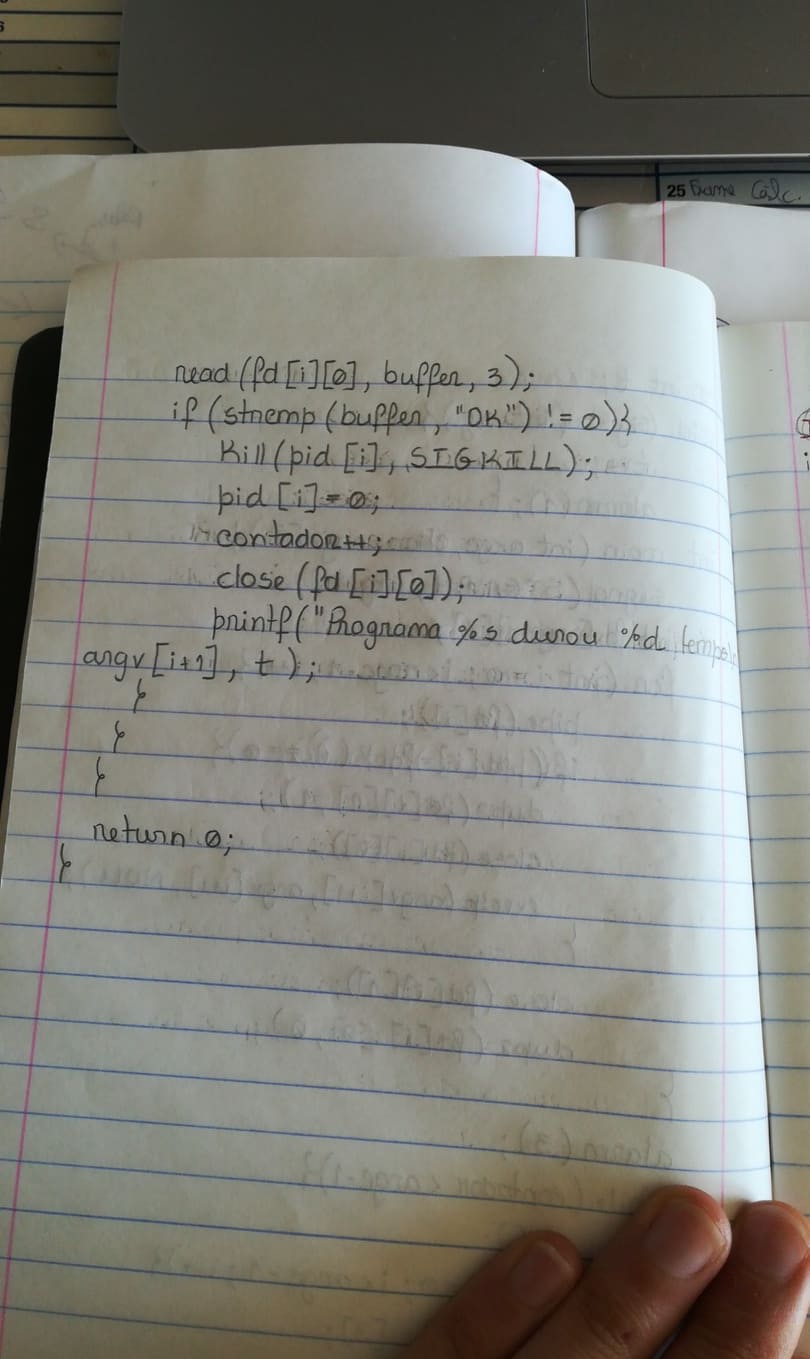 25 Exame Cálc.
read (fd[i][0], buffer, 3);
if (strcmp (buffer, "OK") != 0){
Kill (pid [i], SIGKILL);
pid [i] = 0;
contador++;
close (fd [i][0]);
printf ("Programa %s durou %d tempo
argv [i+1], t );
}
}
}
return 0;
}